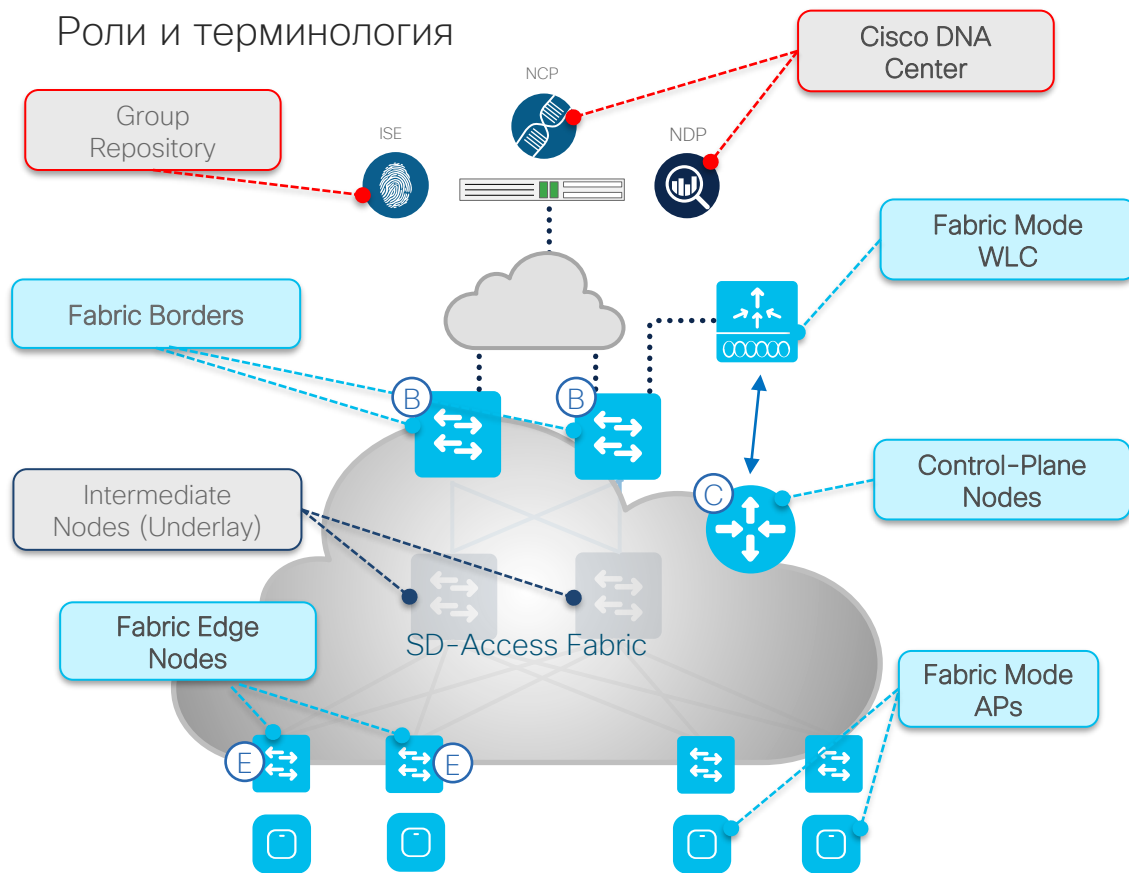 Роли и терминология
Cisco DNA
Center
NCP
Group
Repository
ISE
NDP
Fabric Mode
WLC
Fabric Borders
B
B
Control-Plane
Nodes
C
Intermediate
Nodes (Underlay)
Fabric Edge
Nodes
SD-Access Fabric
Fabric Mode
APs
E
E